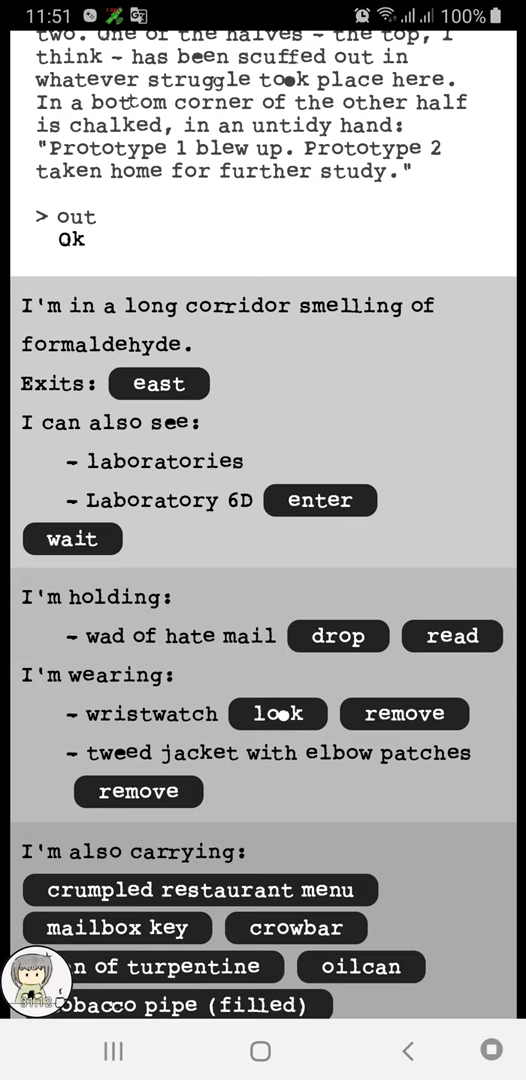 11:51
100%
two. One of the halves - the top, I
think - has been scuffed out in
whatever struggle took place here.
In a bottom corner of the other half
is chalked, in an untidy hand:
"Prototype 1 blew up. Prototype 2
taken home for further study."
> out
Ok
I'm in a long corridor smelling of
formaldehyde.
Exits: east
I can also see:
- laboratories
- Laboratory 6D enter
wait
I'm holding:
- wad of hate mail drop read
I'm wearing:
- wristwatch look remove
- tweed jacket with elbow patches
remove
I'm also carrying:
crumpled restaurant menu
mailbox key crowbar
n of turpentine oilcan
31:12
obacco pipe (filled)